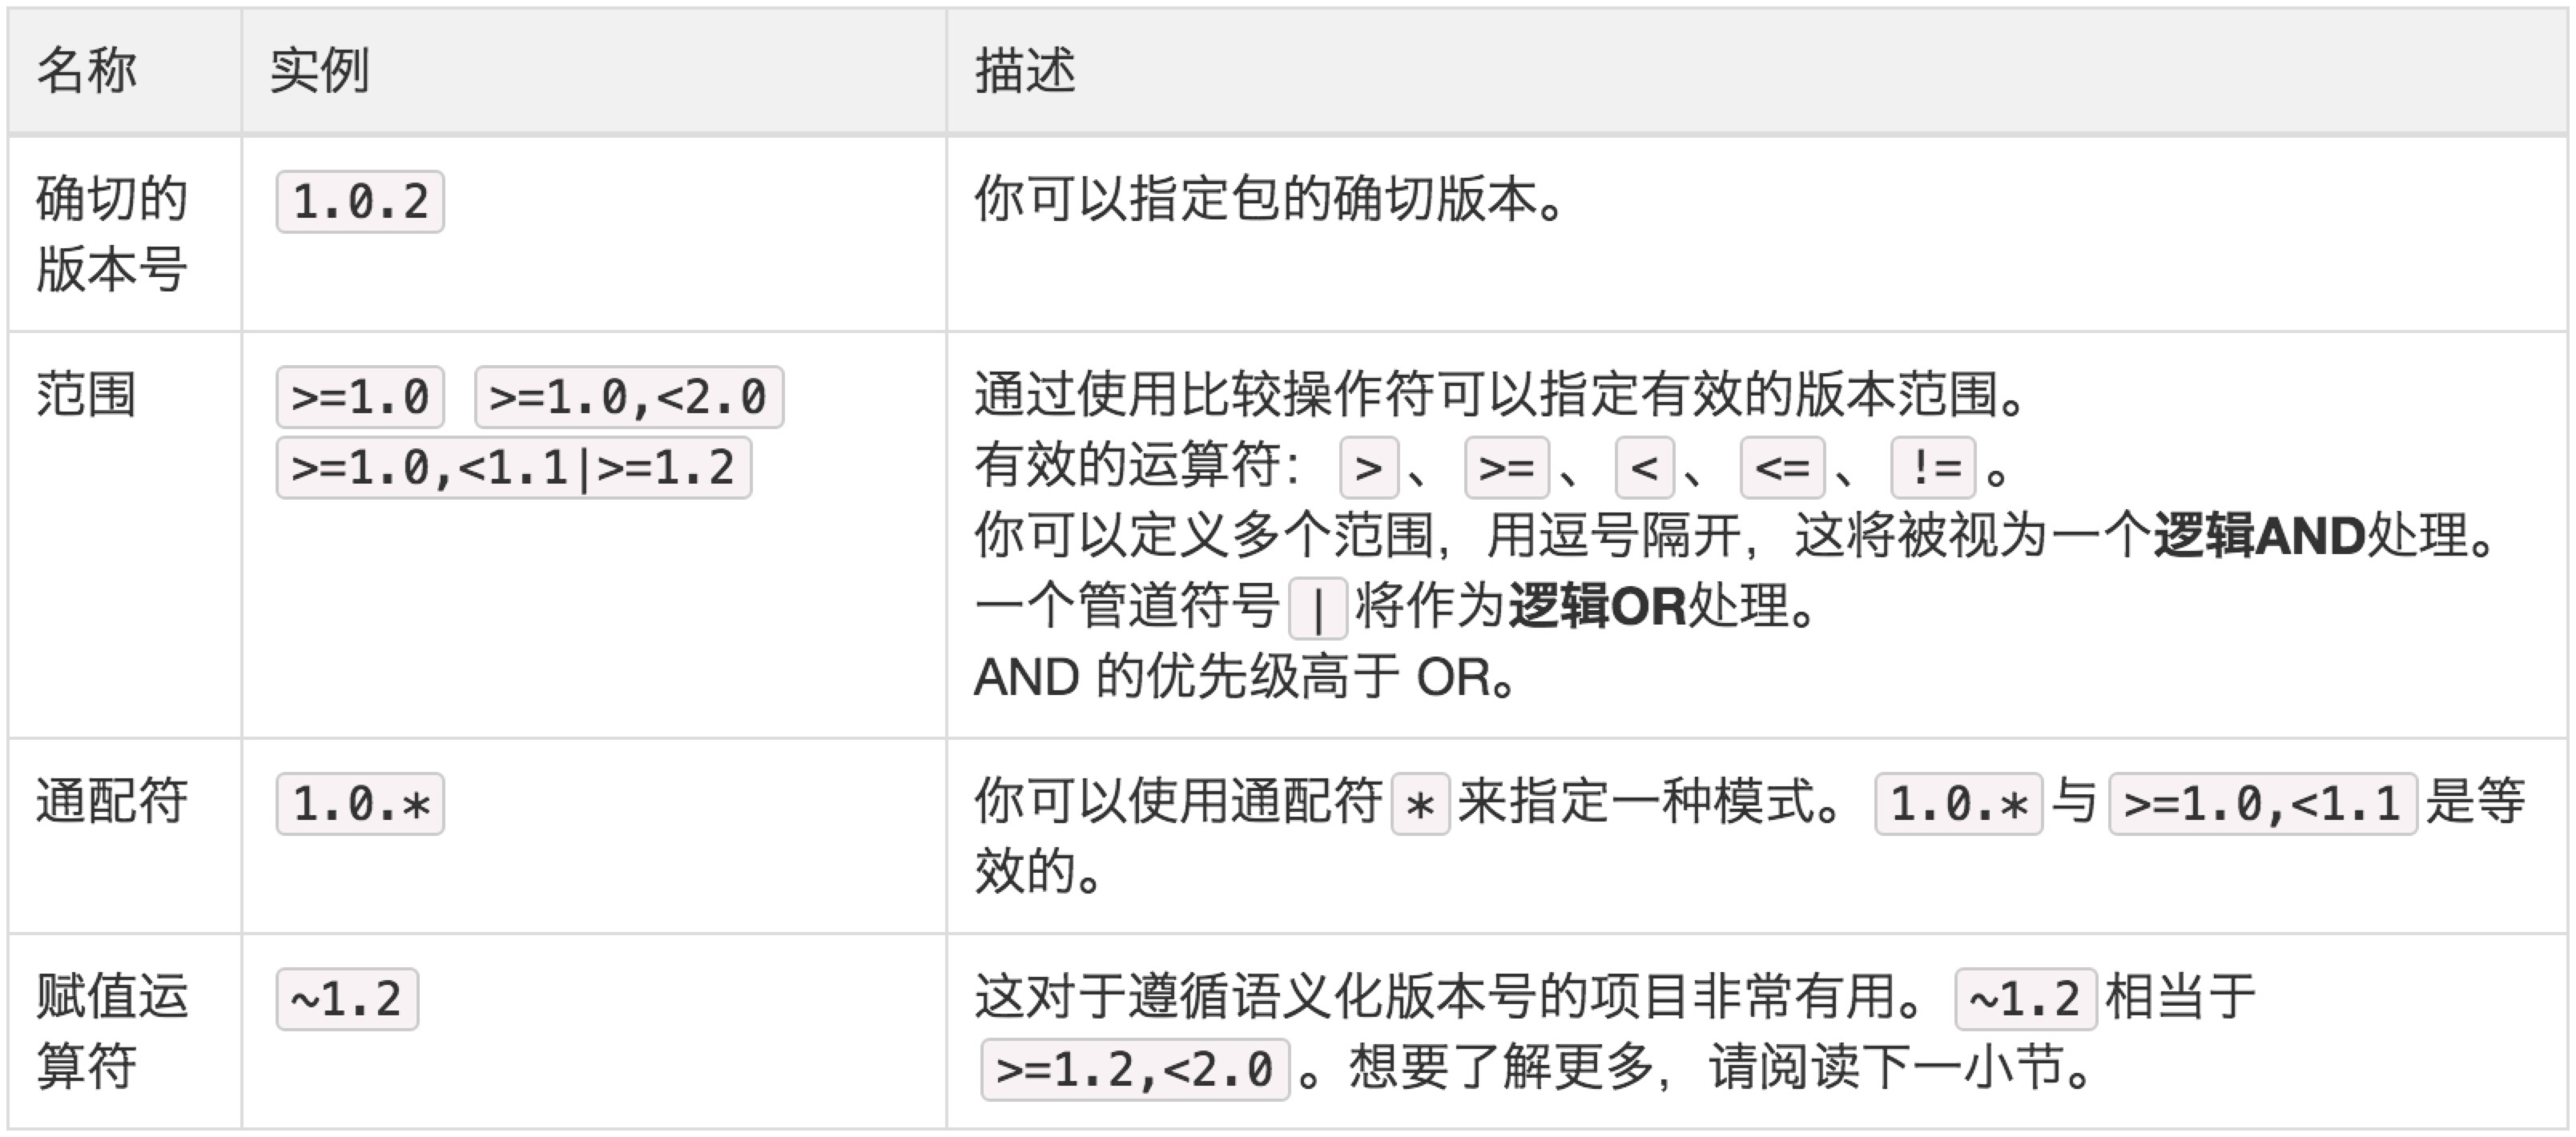 名称 实例 描述
确切的 1.0.2 你可以指定包的确切版本。
版本号
范围 >=1.0 >=1.0,<2.0 通过使用比较操作符可以指定有效的版本范围。
>=1.0,<1.1|>=1.2 有效的运算符： >、 >=、 <、 <=、 !=。
你可以定义多个范围，用逗号隔开，这将被视为一个逻辑AND处理。
一个管道符号|将作为逻辑OR处理。
AND 的优先级高于 OR。
通配符 1.0.* 你可以使用通配符*来指定一种模式。 1.0.*与>=1.0,<1.1是等
效的。
赋值运 ~1.2 这对于遵循语义化版本号的项目非常有用。 ~1.2相当于
算符 >=1.2,<2.0。想要了解更多，请阅读下一小节。